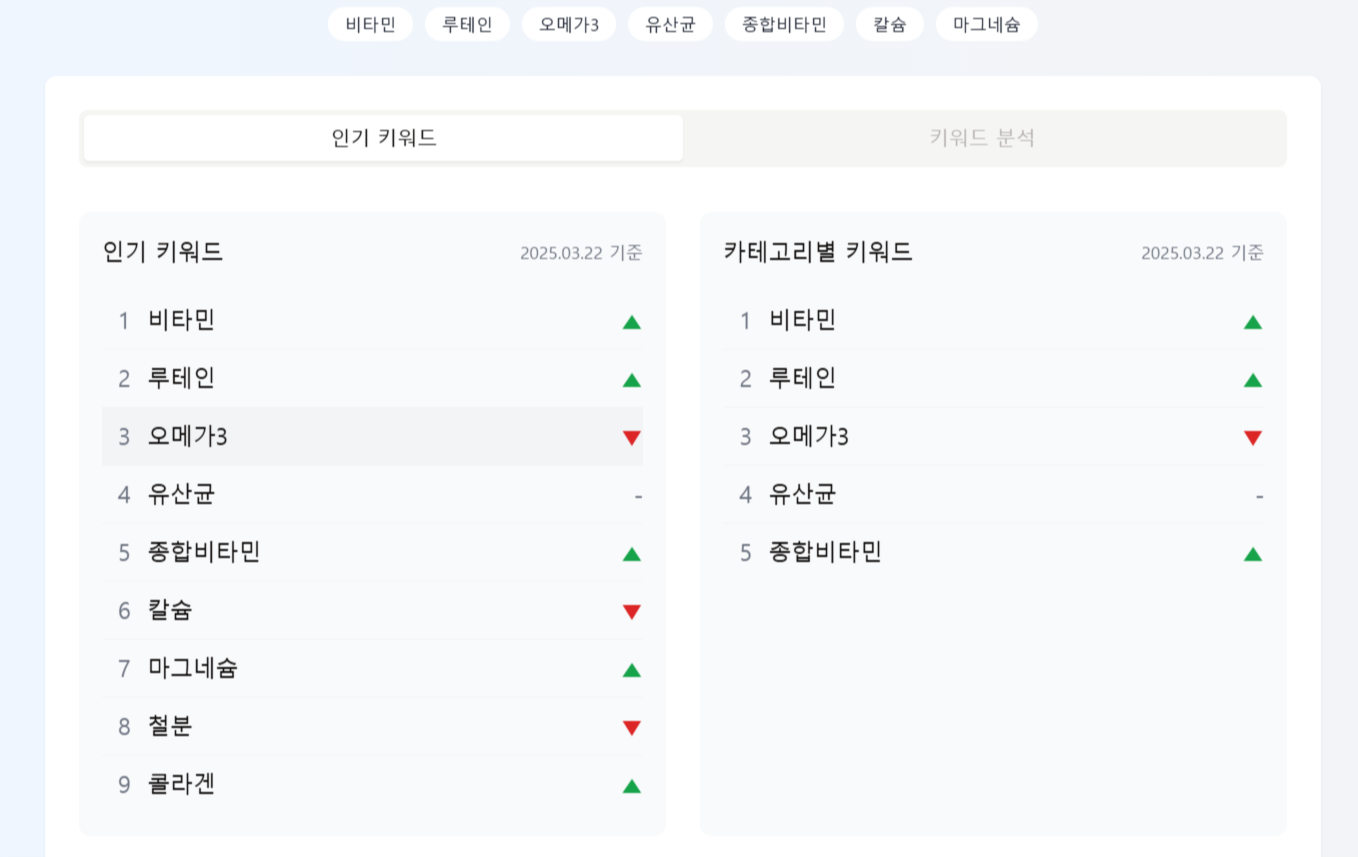 비타민 루테인 오메가3 유산균 종합비타민 칼슘 마그네슘
인기 키워드 키워드 분석
인기 키워드 2025.03.22 기준
1 비타민 ▲
2 루테인 ▲
3 오메가3 ▼
4 유산균 -
5 종합비타민 ▲
6 칼슘 ▼
7 마그네슘 ▲
8 철분 ▼
9 콜라겐 ▲
카테고리별 키워드 2025.03.22 기준
1 비타민 ▲
2 루테인 ▲
3 오메가3 ▼
4 유산균 -
5 종합비타민 ▲